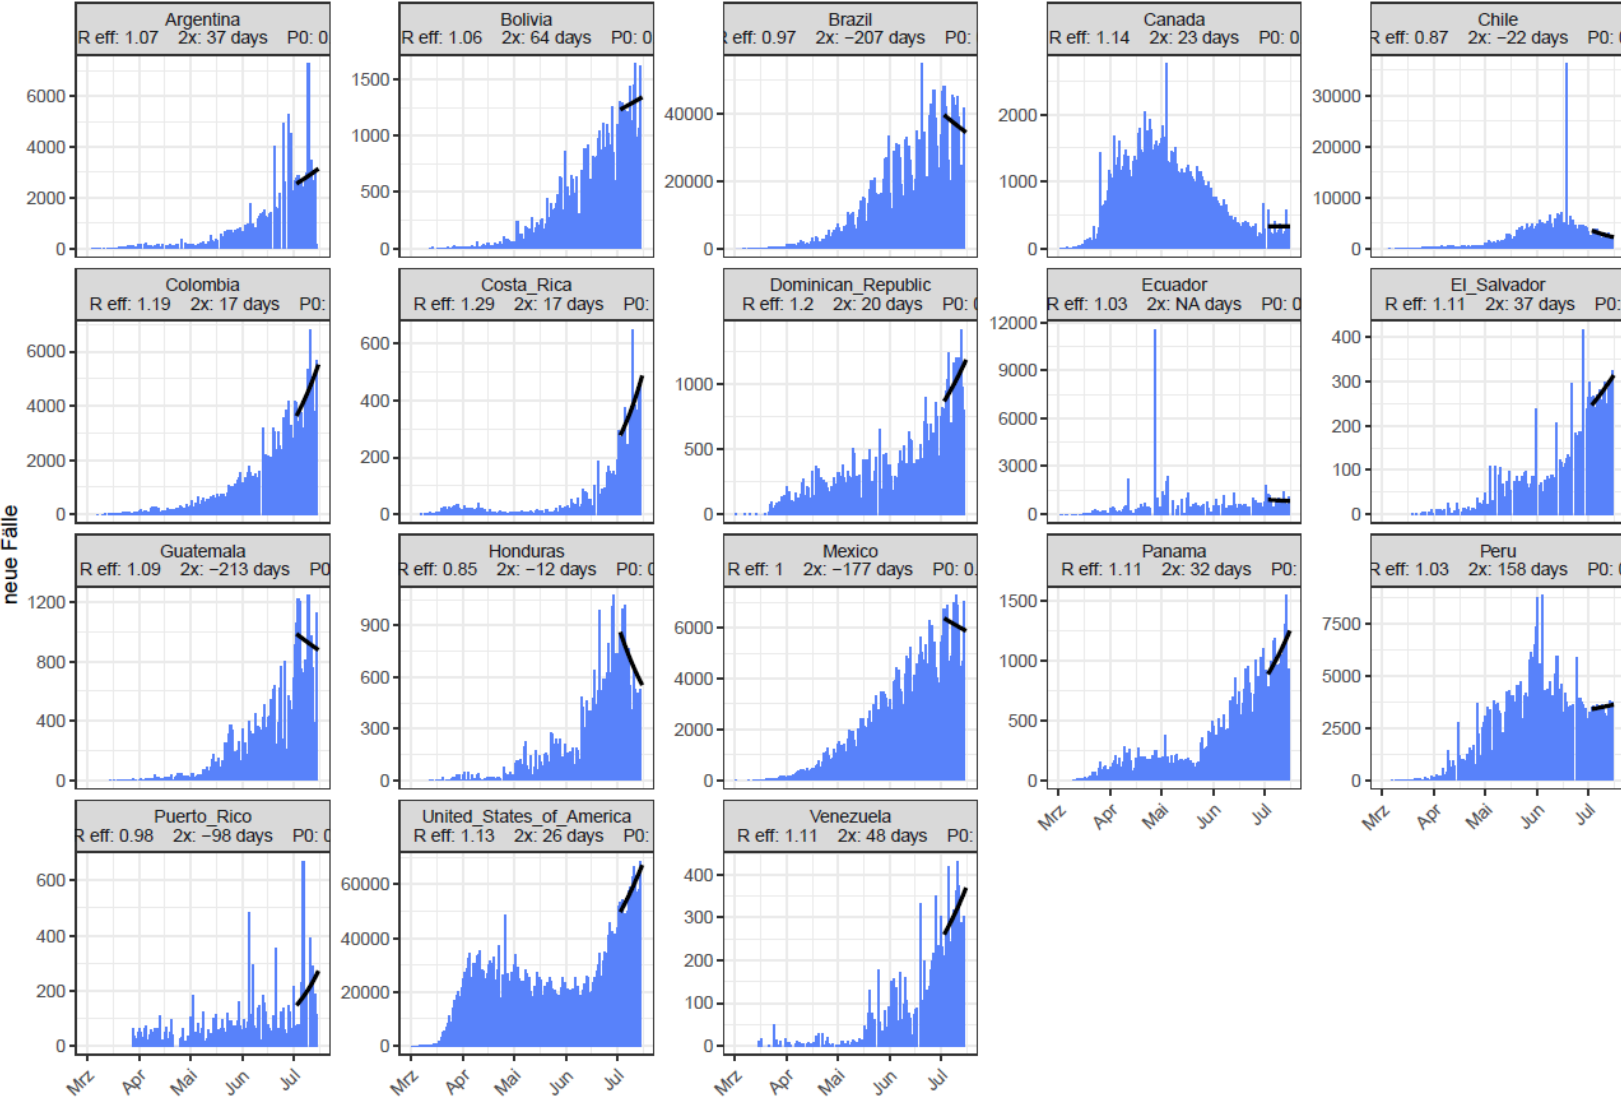 neue Fälle
Argentina
R eff: 1.07 2x: 37 days P0: 0
6000
4000
2000
0
Bolivia
R eff: 1.06 2x: 64 days P0: 0
1500
1000
500
0
Brazil
R eff: 0.97 2x: −207 days P0:
40000
20000
0
Canada
R eff: 1.14 2x: 23 days P0: 0
2000
1000
0
Chile
R eff: 0.87 2x: −22 days P0:
30000
20000
10000
0
Colombia
R eff: 1.19 2x: 17 days P0:
6000
4000
2000
0
Costa_Rica
R eff: 1.29 2x: 17 days P0:
600
400
200
0
Dominican_Republic
R eff: 1.2 2x: 20 days P0:
1000
500
0
Ecuador
R eff: 1.03 2x: NA days P0: 0
12000
9000
6000
3000
0
El_Salvador
R eff: 1.11 2x: 37 days P0:
400
300
200
100
0
Guatemala
R eff: 1.09 2x: −213 days P0
1200
800
400
0
Honduras
R eff: 0.85 2x: −12 days P0: 0
900
600
300
0
Mexico
R eff: 1 2x: −177 days P0: 0.
6000
4000
2000
0
Panama
R eff: 1.11 2x: 32 days P0:
1500
1000
500
0
Mrz Apr Mai Jun Jul
Peru
R eff: 1.03 2x: 158 days P0:
7500
5000
2500
0
Mrz Apr Mai Jun Jul
Puerto_Rico
R eff: 0.98 2x: −98 days P0: 0
600
400
200
0
Mrz Apr Mai Jun Jul
United_States_of_America
R eff: 1.13 2x: 26 days P0:
60000
40000
20000
0
Mrz Apr Mai Jun Jul
Venezuela
R eff: 1.11 2x: 48 days P0:
400
300
200
100
0
Mrz Apr Mai Jun Jul